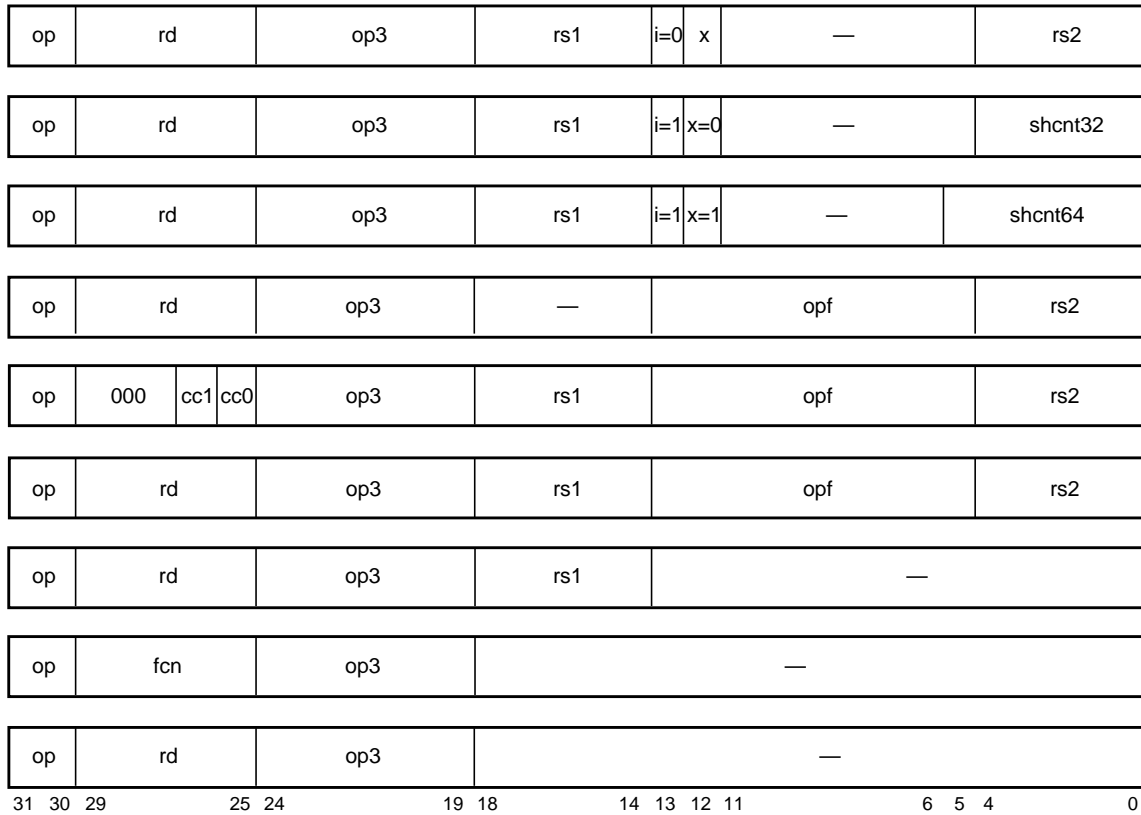 op rd op3 rs1 i=0 x — rs2
op rd op3 rs1 i=1 x=0 — shcnt32
op rd op3 rs1 i=1 x=1 — shcnt64
op rd op3 — opf rs2
op 000 cc1 cc0 op3 rs1 opf rs2
op rd op3 rs1 opf rs2
op rd op3 rs1 —
op fcn op3 —
op rd op3 —
31 30 29 25 24 19 18 14 13 12 11 6 5 4 0